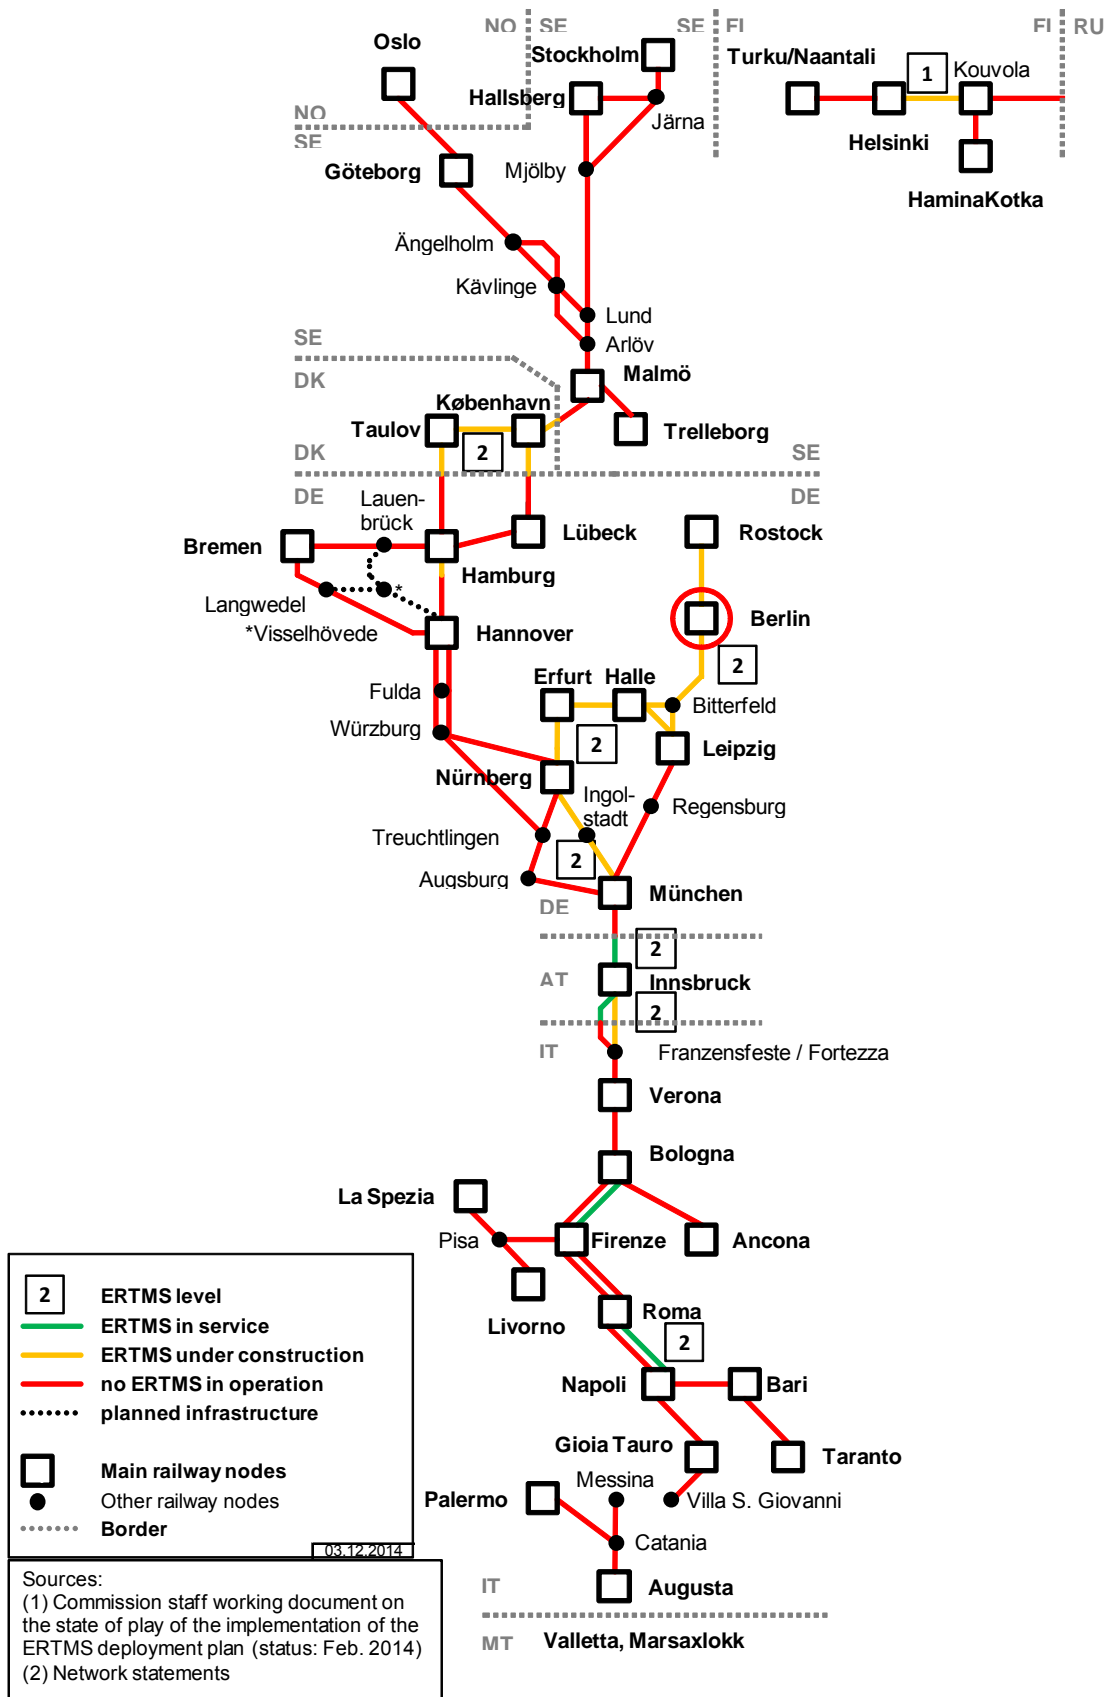 NO
SE
SE
FI
FI
RU
Oslo
Stockholm
Turku/Naantali
1
Kouvola
Hallsberg
Järna
NO
SE
Helsinki
Göteborg
Mjölby
HaminaKotka
Ängelholm
Kävlinge
Lund
Arlöv
SE
DK
Malmö
København
Taulov
2
Trelleborg
DK
SE
DE
DE
Lauen-
brück
Bremen
Lübeck
Rostock
Hamburg
*
Langwedel
*Visselhövede
Hannover
Berlin
2
Erfurt
Halle
Fulda
Bitterfeld
Würzburg
2
Leipzig
Nürnberg
Ingol-
stadt
Regensburg
Treuchtlingen
2
Augsburg
München
DE
2
AT
Innsbruck
2
IT
Franzensfeste / Fortezza
Verona
Bologna
La Spezia
Pisa
Firenze
Ancona
Livorno
Roma
2
Napoli
Bari
Gioia Tauro
Taranto
Messina
Palermo
Villa S. Giovanni
Catania
IT
Augusta
MT
Valletta, Marsaxlokk
2
ERTMS level
ERTMS in service
ERTMS under construction
no ERTMS in operation
planned infrastructure
Main railway nodes
Other railway nodes
Border
03.12.2014
Sources:
(1) Commission staff working document on
the state of play of the implementation of the
ERTMS deployment plan (status: Feb. 2014)
(2) Network statements